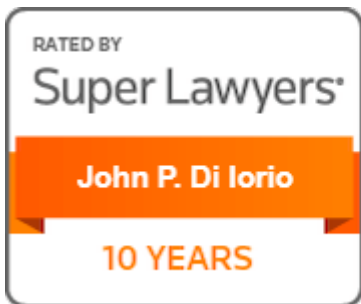 RATED BY
Super Lawyers®
John P. Di Iorio
10 YEARS